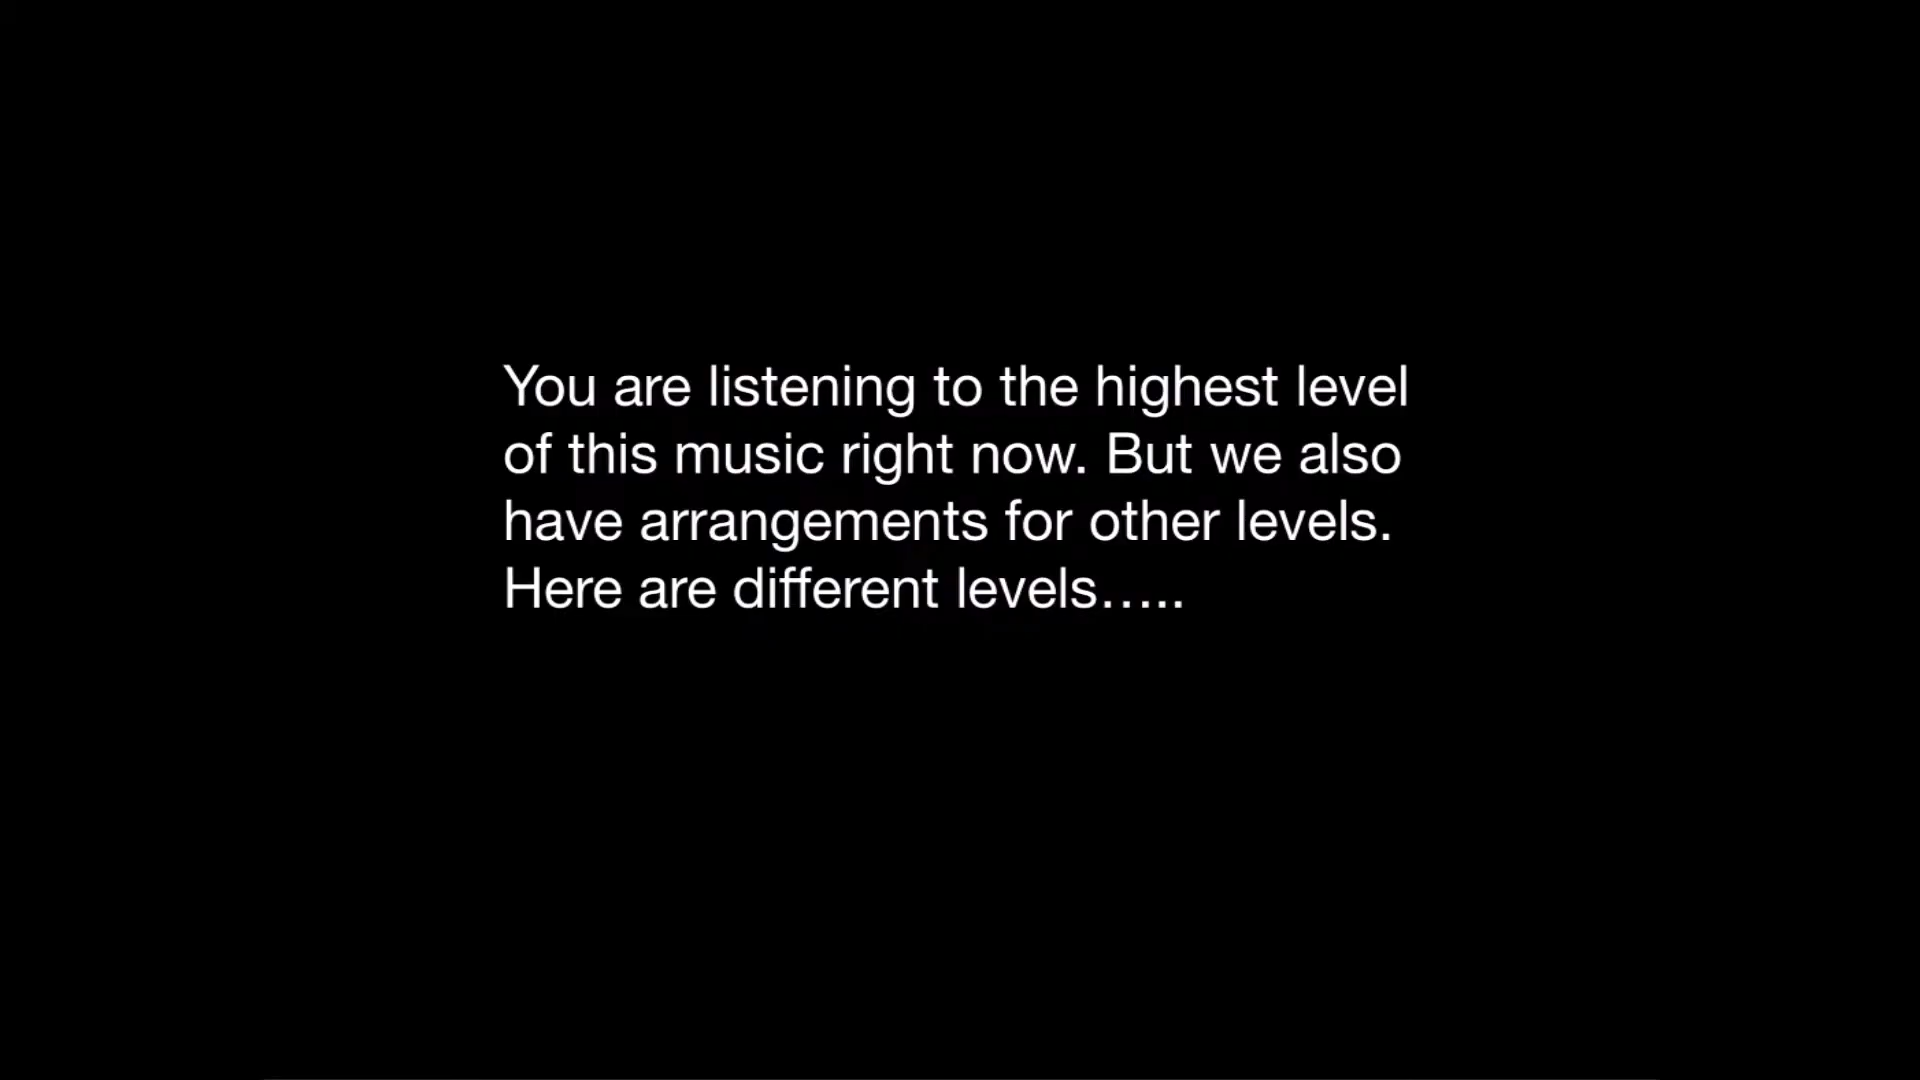 You are listening to the highest level
of this music right now. But we also
have arrangements for other levels.
Here are different levels…..